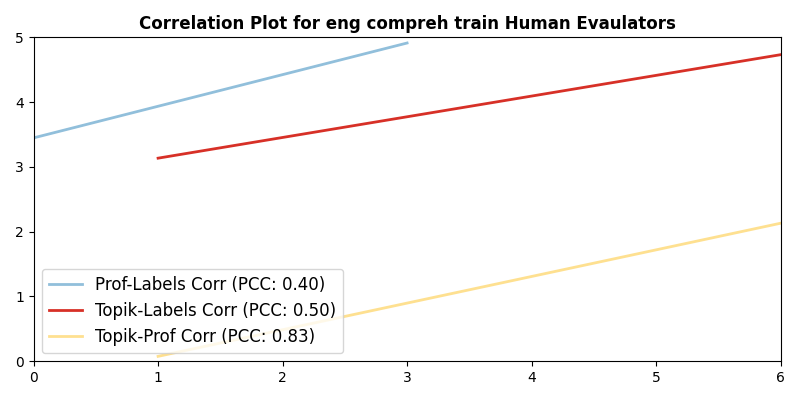 Correlation Plot for eng compreh train Human Evaulators
5
4
3
2
1
0
Prof-Labels Corr (PCC: 0.40)
Topik-Labels Corr (PCC: 0.50)
Topik-Prof Corr (PCC: 0.83)
0 1 2 3 4 5 6